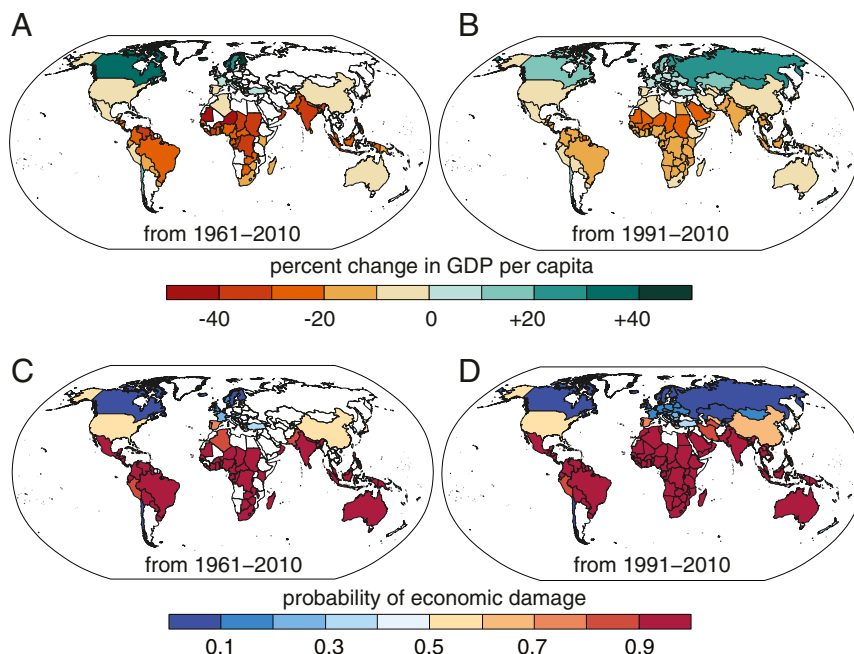 A
B
from 1961–2010
from 1991–2010
percent change in GDP per capita
-40 -20 0 +20 +40
C
D
from 1961–2010
from 1991–2010
probability of economic damage
0.1 0.3 0.5 0.7 0.9